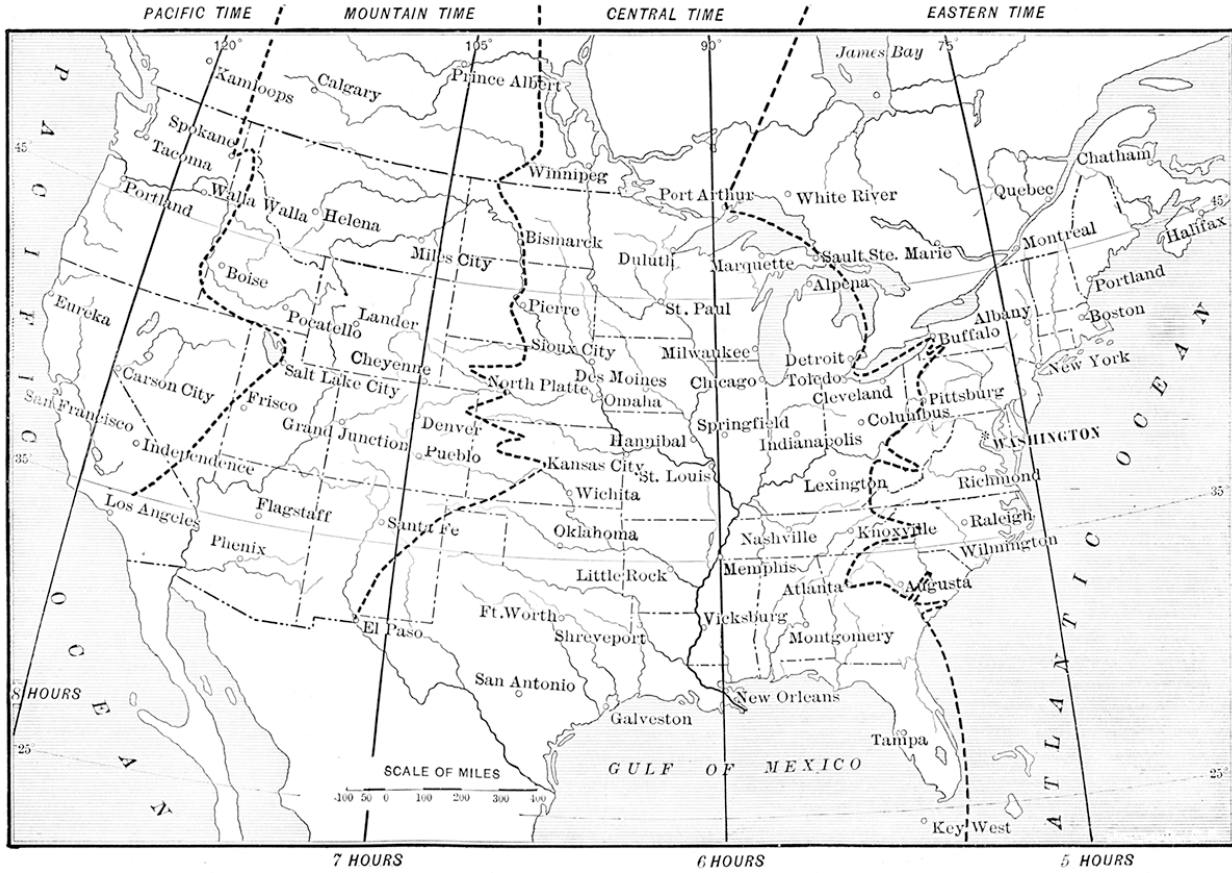 PACIFIC TIME
MOUNTAIN TIME
CENTRAL TIME
EASTERN TIME
120°
105°
90°
75°
James Bay
Kamloops
Calgary
Prince Albert
Spokane
Tacoma
45°
Winnipeg
Chatham
Portland
Walla Walla
Helena
Port Arthur
White River
Quebec
45°
Halifax
Miles City
Bismarck
Duluth
Marquette
Sault Ste. Marie
Montreal
Boise
Alpena
Portland
Eureka
Pocatello
Lander
Pierre
St. Paul
Albany
Boston
Buffalo
Cheyenne
Sioux City
Milwaukee
Detroit
New York
Carson City
Salt Lake City
North Platte
Des Moines
Chicago
Toledo
Cleveland
San Francisco
Frisco
Omaha
Pittsburg
Grand Junction
Denver
Springfield
Columbus
Independence
Pueblo
Hannibal
Indianapolis
* WASHINGTON
35°
Kansas City
St. Louis
Lexington
Richmond
Wichita
35°
Los Angeles
Flagstaff
Santa Fe
Oklahoma
Nashville
Knoxville
Raleigh
Phenix
Wilmington
Little Rock
Memphis
Atlanta
Augusta
Ft. Worth
Vicksburg
El Paso
Shreveport
Montgomery
San Antonio
8 HOURS
New Orleans
Galveston
Tampa
25°
25°
GULF OF MEXICO
SCALE OF MILES
100 50 0 100 200 300 400
Key West
PACIFIC OCEAN
ATLANTIC OCEAN
7 HOURS
6 HOURS
5 HOURS